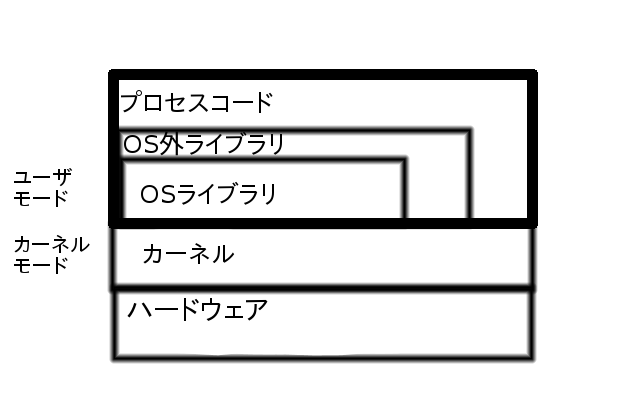 プロセスコード
OS外ライブラリ
ユーザ
モード
OSライブラリ
カーネル
モード
カーネル
ハードウェア